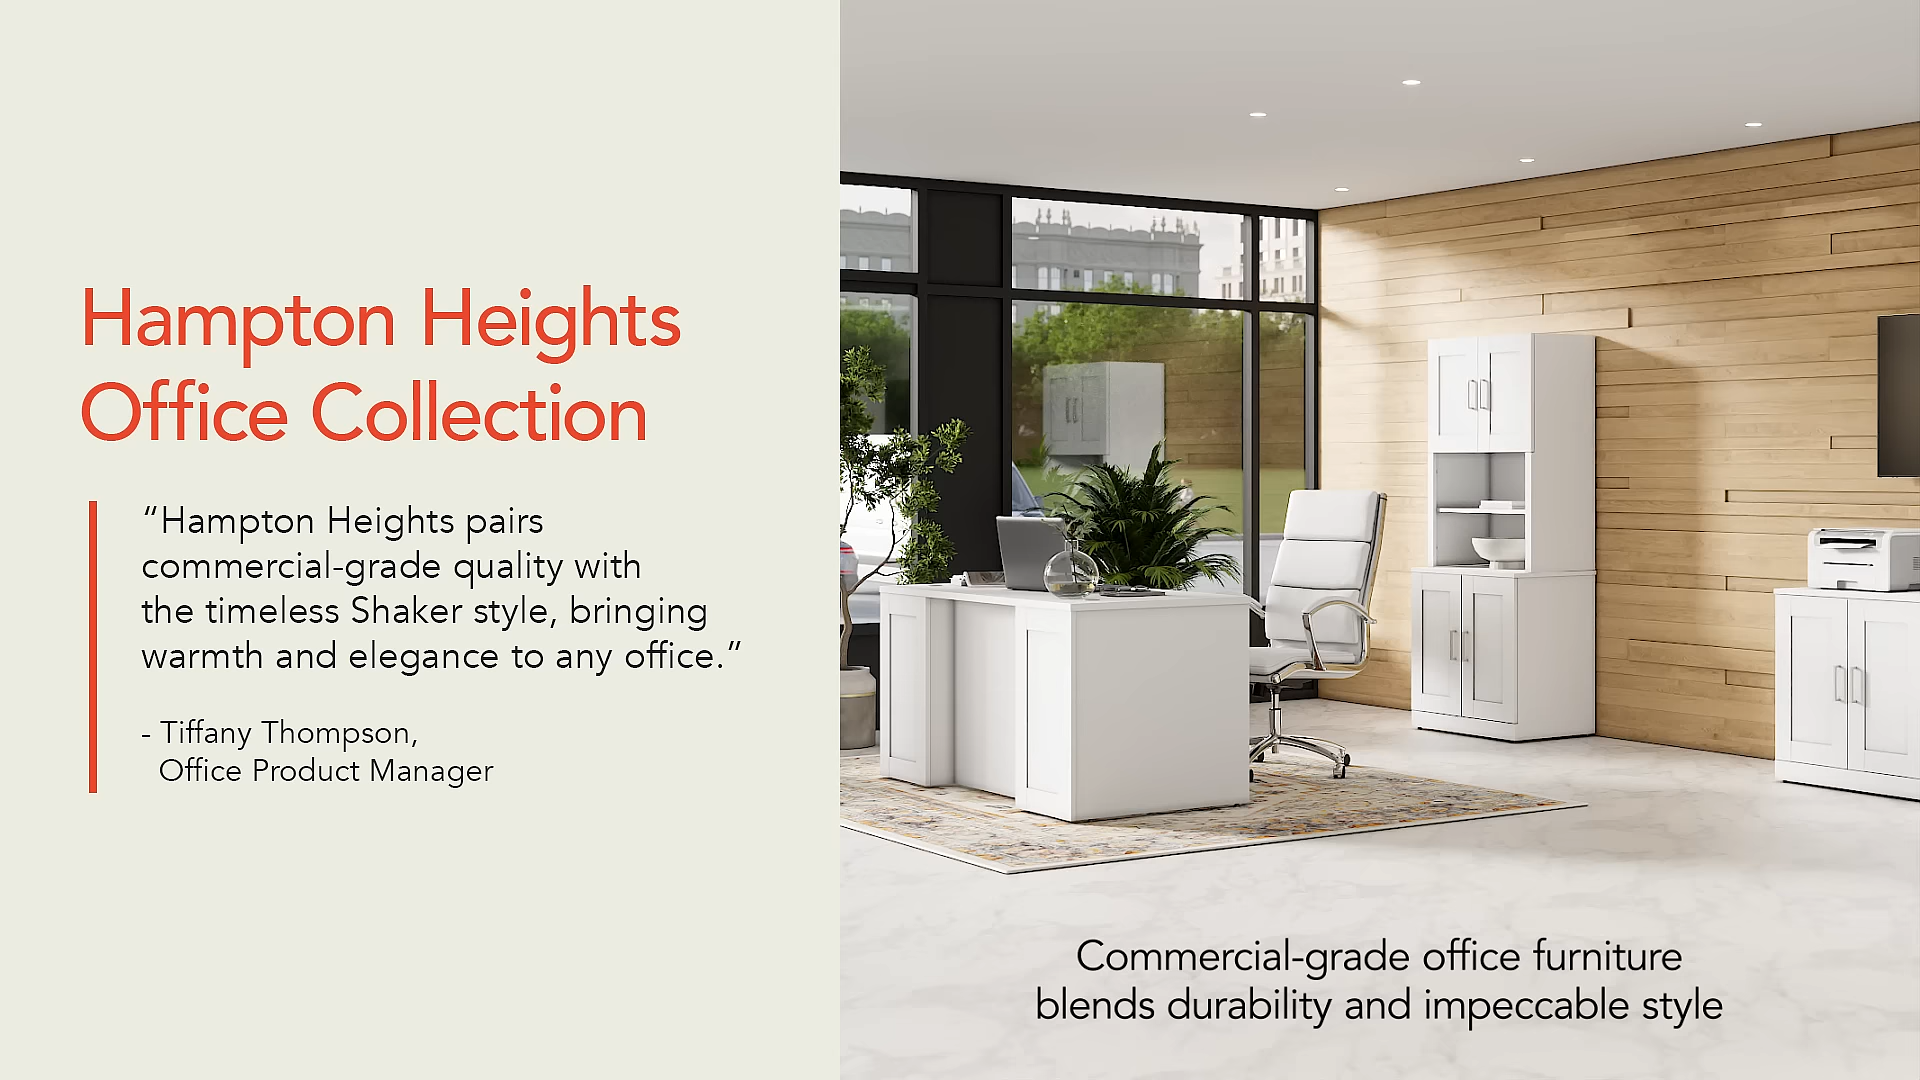 Hampton Heights
Office Collection
“Hampton Heights pairs
commercial-grade quality with
the timeless Shaker style, bringing
warmth and elegance to any office.”
- Tiffany Thompson,
Office Product Manager
Commercial-grade office furniture
blends durability and impeccable style